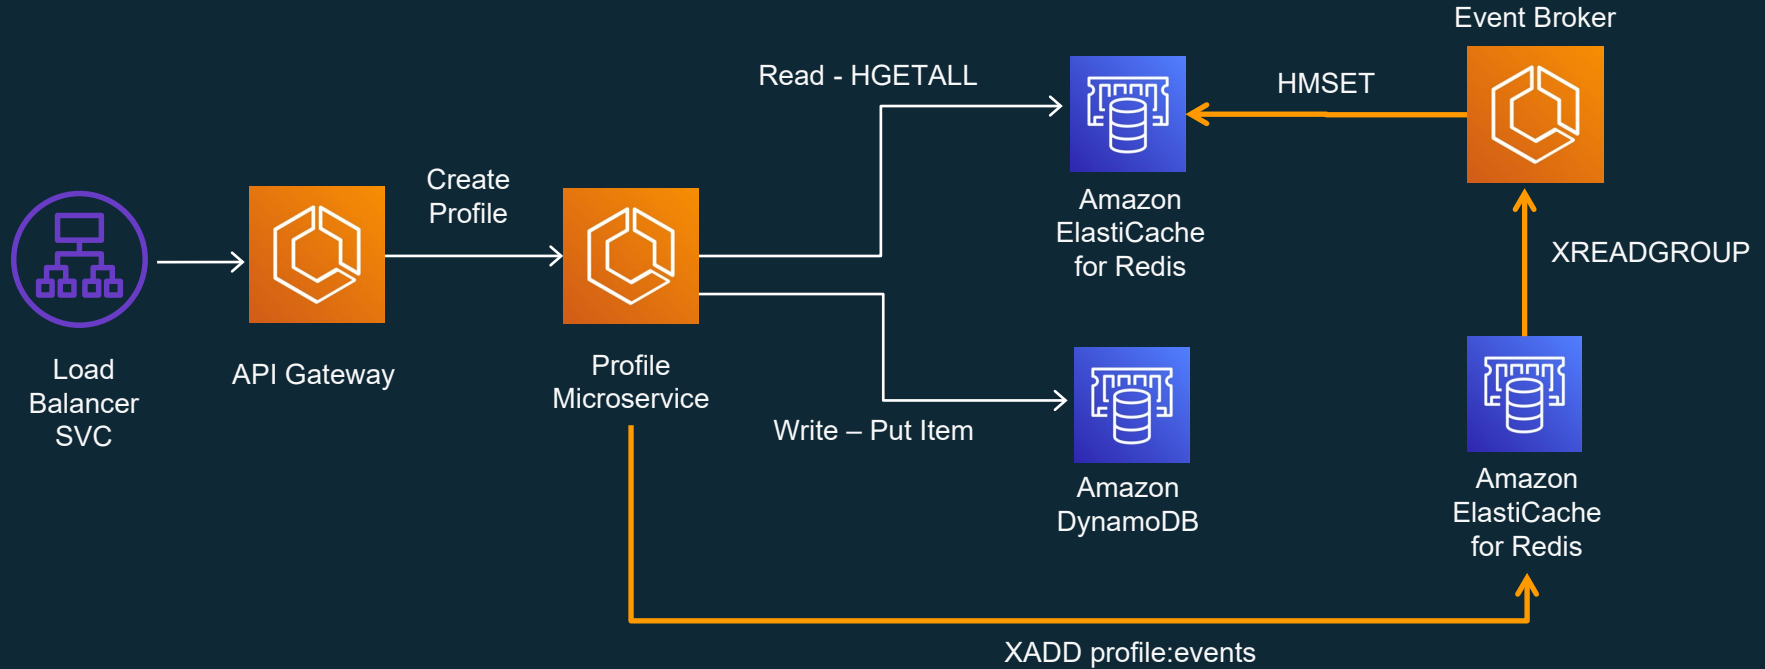 Event Broker
Read - HGETALL
HMSET
Create
Profile
Amazon
ElastiCache
for Redis
XREADGROUP
Load
Balancer
SVC
API Gateway
Profile
Microservice
Write – Put Item
Amazon
DynamoDB
Amazon
ElastiCache
for Redis
XADD profile:events